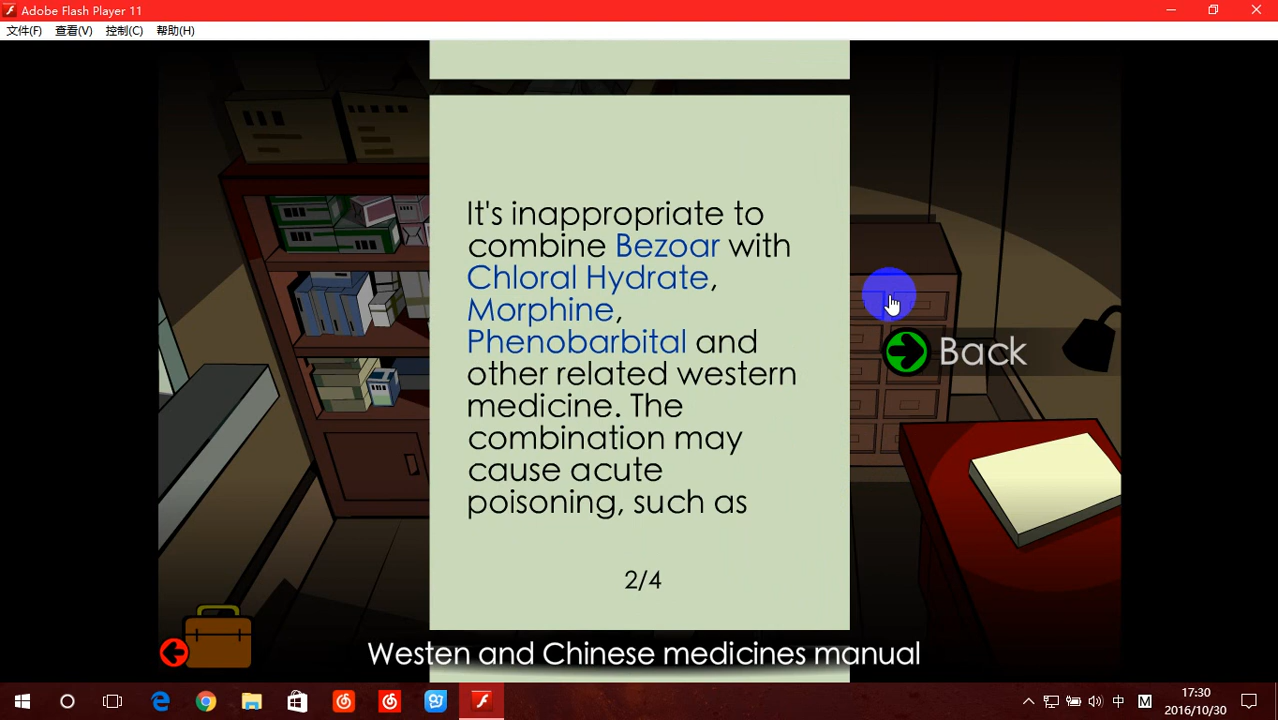 Adobe Flash Player 11
文件(F) 查看(V) 控制(C) 帮助(H)
It's inappropriate to
combine Bezoar with
Chloral Hydrate,
Morphine,
Phenobarbital and
other related western
medicine. The
combination may
cause acute
poisoning, such as
2/4
Back
Westen and Chinese medicines manual
中
M
17:30
2016/10/30